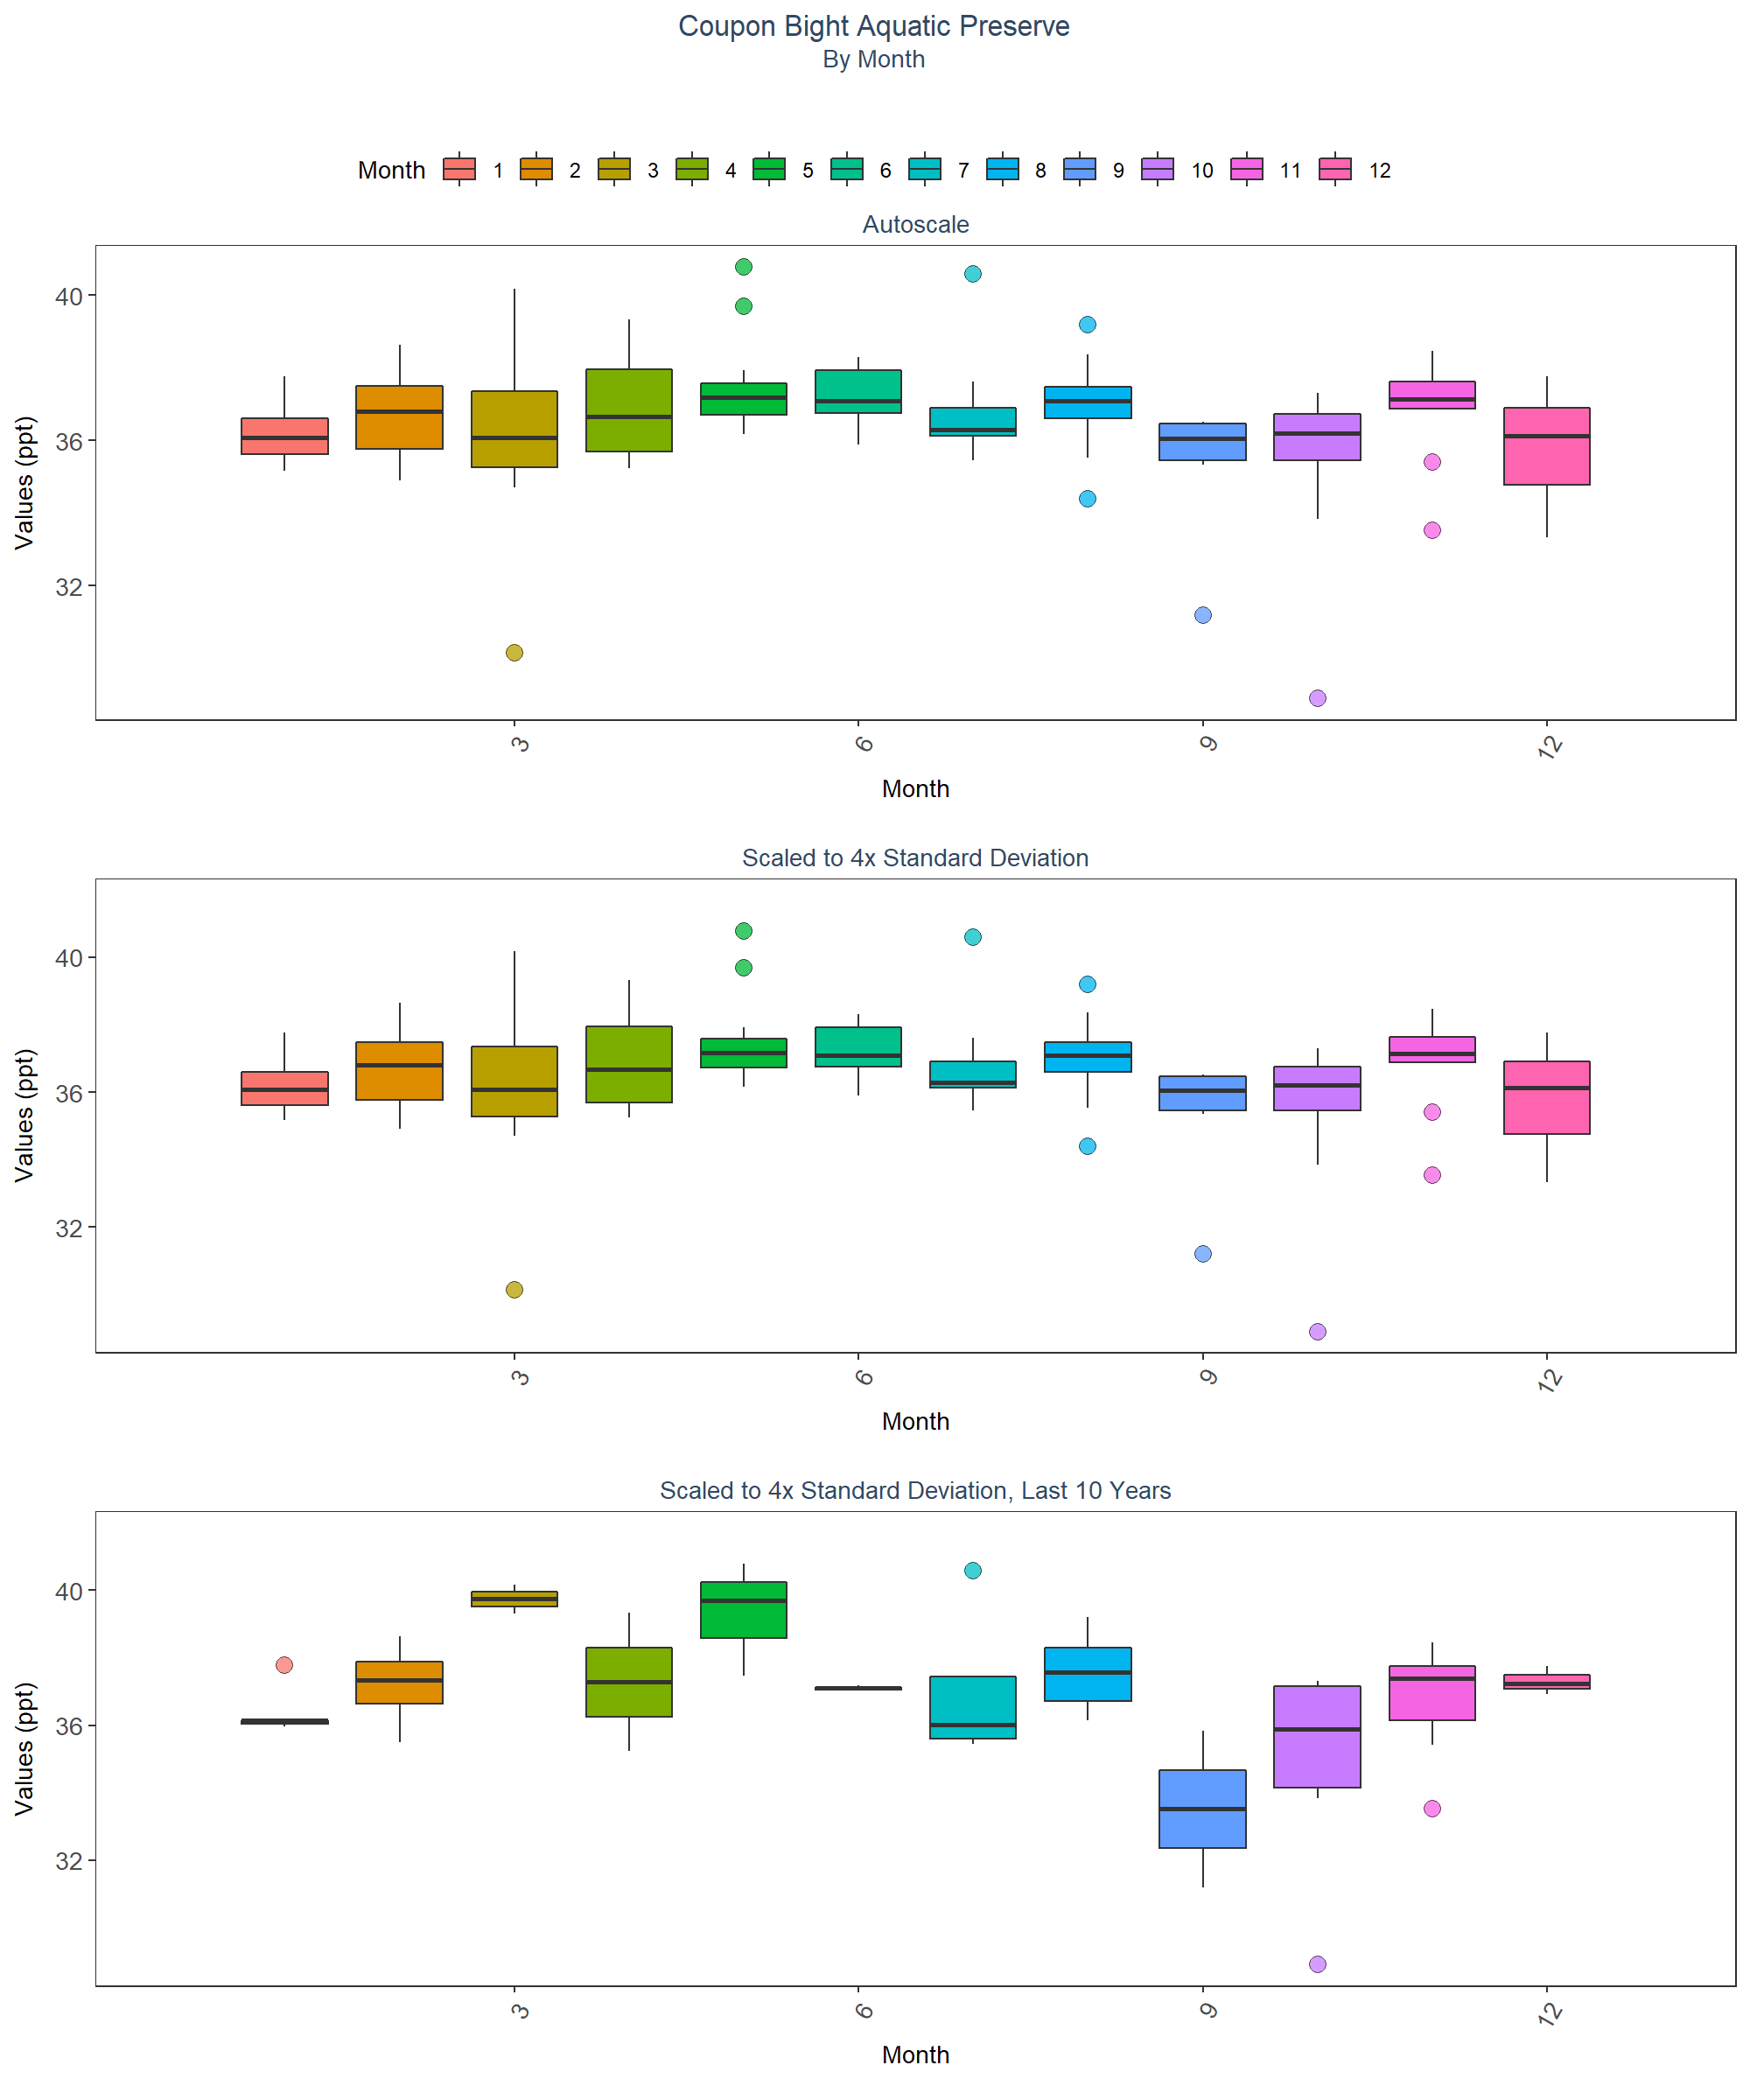 Coupon Bight Aquatic Preserve
By Month
Month 1 2 3 4 5 6 7 8 9 10 11 12
Autoscale
Values (ppt)
40
36
32
3 6 9 12
Month
Scaled to 4x Standard Deviation
Values (ppt)
40
36
32
3 6 9 12
Month
Scaled to 4x Standard Deviation, Last 10 Years
Values (ppt)
40
36
32
3 6 9 12
Month